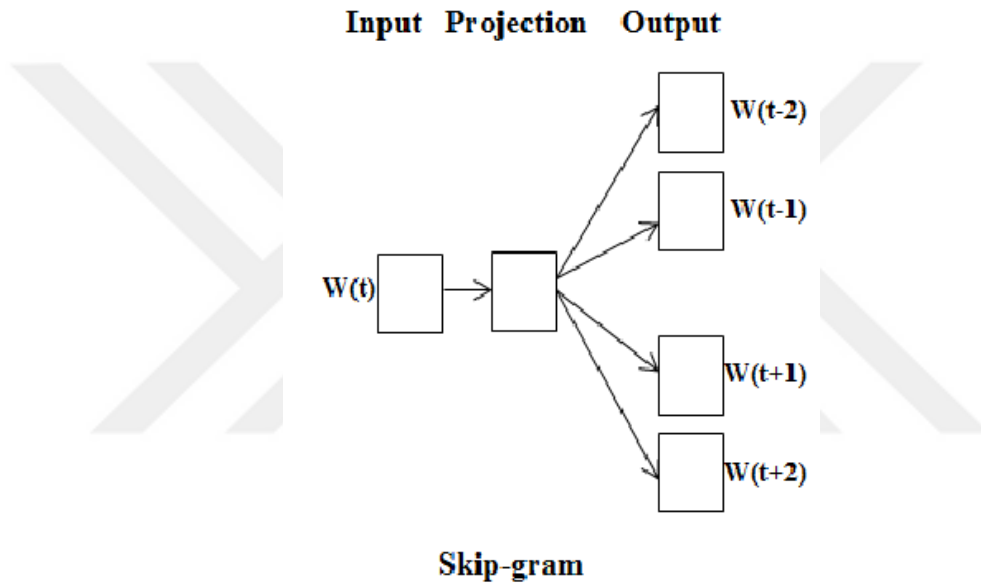 Input Projection Output
W(t-2)
W(t-1)
W(t)
W(t+1)
W(t+2)
Skip-gram